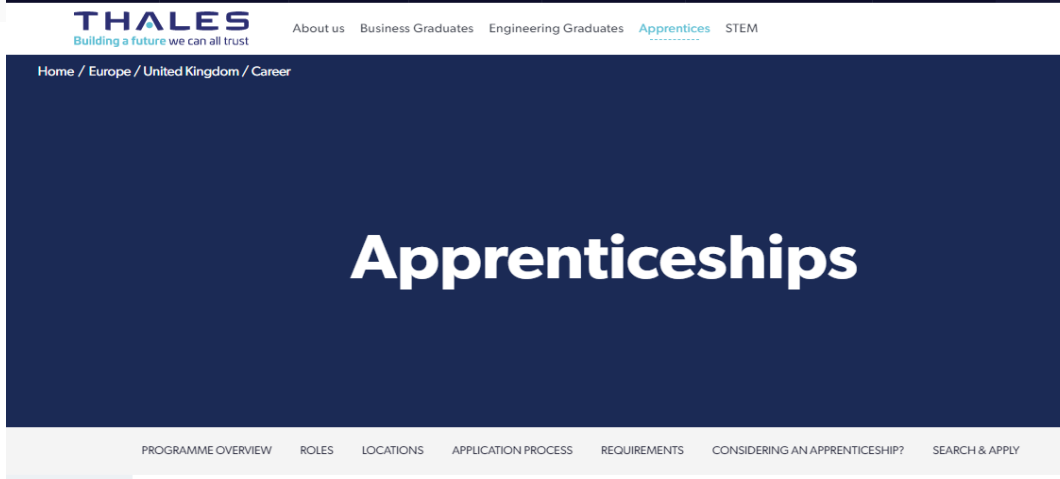 THALES
Building a future we can all trust
About us Business Graduates Engineering Graduates Apprentices STEM
Home / Europe / United Kingdom / Career
Apprenticeships
PROGRAMME OVERVIEW ROLES LOCATIONS APPLICATION PROCESS REQUIREMENTS CONSIDERING AN APPRENTICESHIP? SEARCH & APPLY